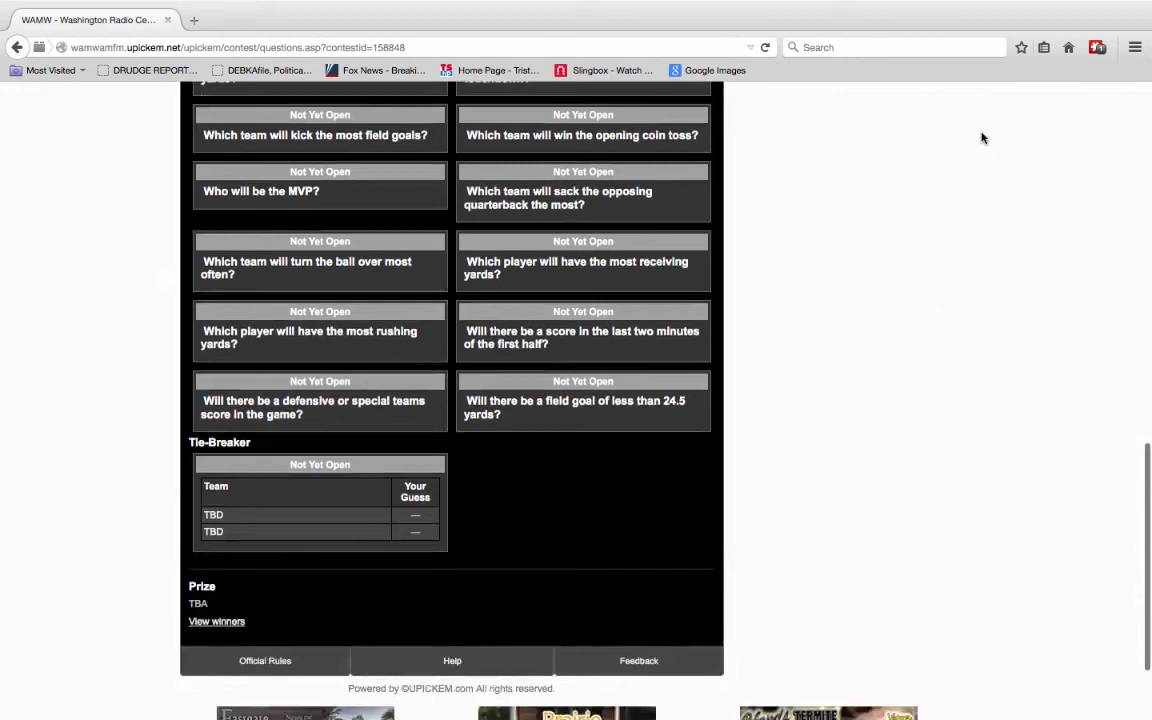 WAMW - Washington Radio Ce...
wamwamfm.upickem.net/upickem/contest/questions.asp?contestid=158848
Search
Most Visited
DRUDGE REPORT...
DEBKAfile, Politica...
Fox News - Breaki...
Home Page - Trist...
Slingbox - Watch ...
Google Images
Not Yet Open
Not Yet Open
Which team will kick the most field goals?
Which team will win the opening coin toss?
Not Yet Open
Not Yet Open
Who will be the MVP?
Which team will sack the opposing
quarterback the most?
Not Yet Open
Not Yet Open
Which team will turn the ball over most
often?
Which player will have the most receiving
yards?
Not Yet Open
Not Yet Open
Which player will have the most rushing
yards?
Will there be a score in the last two minutes
of the first half?
Not Yet Open
Not Yet Open
Will there be a defensive or special teams
score in the game?
Will there be a field goal of less than 24.5
yards?
Tie-Breaker
Not Yet Open
Team
Your
Guess
TBD
—
TBD
—
Prize
TBA
View winners
Official Rules
Help
Feedback
Powered by ©UPICKEM.com All rights reserved.
Eastgate
Prairie
TERMITE